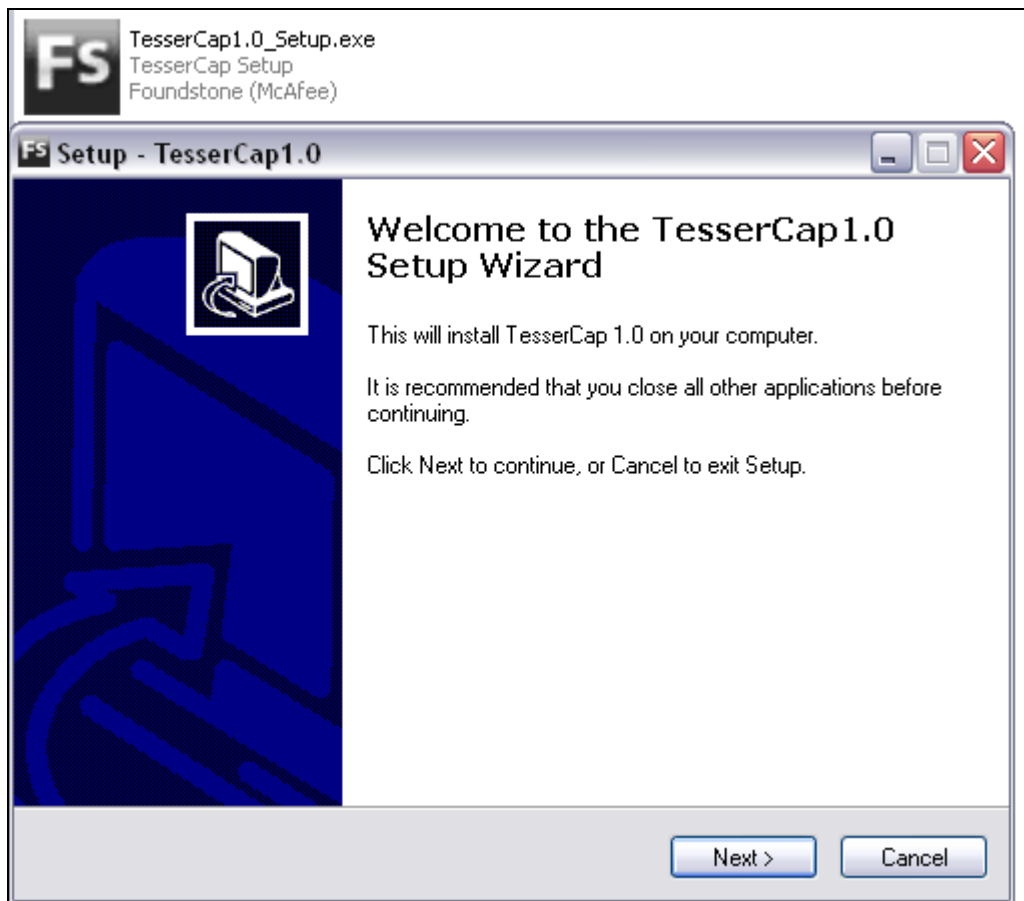 FS
TesserCap1.0_Setup.exe
TesserCap Setup
Foundstone (McAfee)
FS Setup - TesserCap1.0
Welcome to the TesserCap1.0
Setup Wizard
This will install TesserCap 1.0 on your computer.
It is recommended that you close all other applications before
continuing.
Click Next to continue, or Cancel to exit Setup.
Next >
Cancel